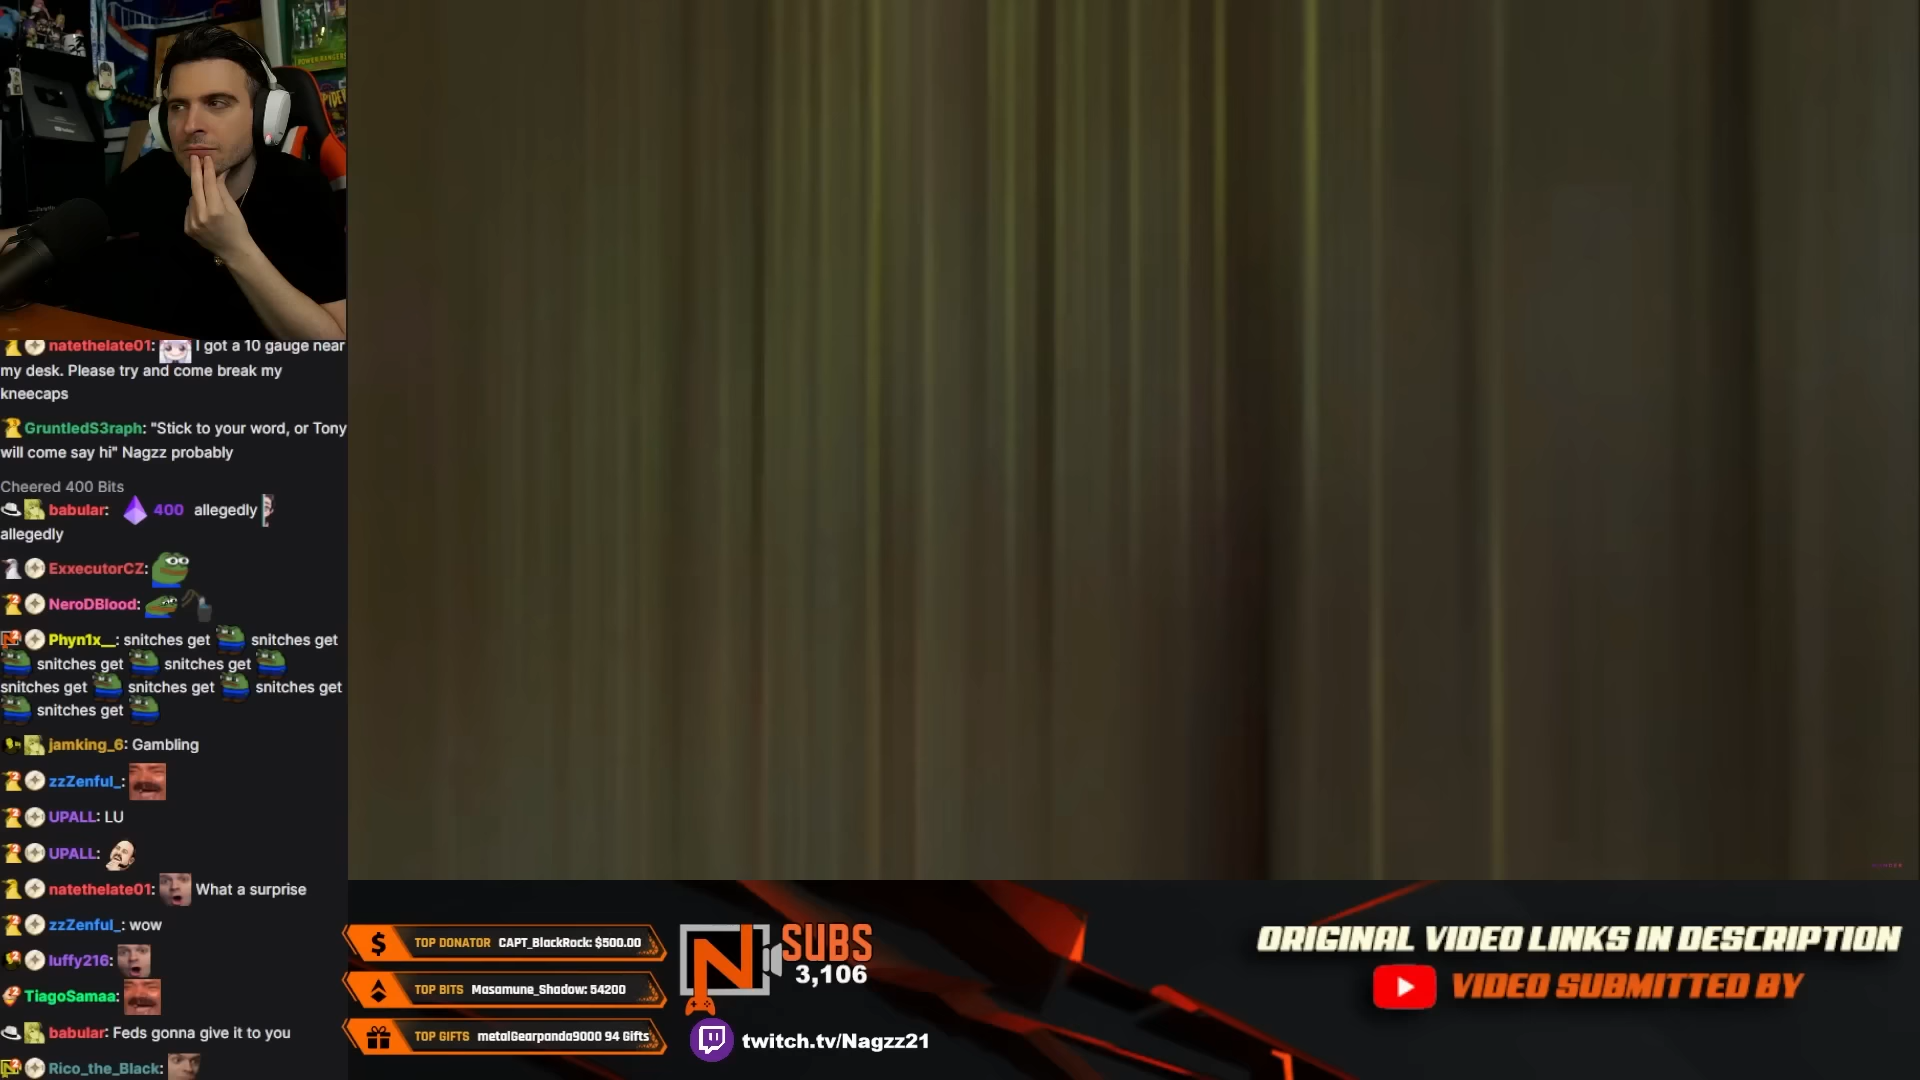 POWER RANGERS
natethelate01: I got a 10 gauge near
my desk. Please try and come break my
kneecaps
GruntledS3raph: "Stick to your word, or Tony
will come say hi" Nagzz probably
Cheered 400 Bits
babular: 400 allegedly
allegedly
ExxecutorCZ:
NeroDBlood:
Phyn1x__: snitches get snitches get
snitches get snitches get
snitches get snitches get snitches get
snitches get
jamking_6: Gambling
zzZenful_:
UPALL: LU
UPALL:
natethelate01: What a surprise
zzZenful_: wow
luffy216:
TiagoSamaa:
babular: Feds gonna give it to you
Rico_the_Black:
$ TOP DONATOR CAPT_BlackRock: $500.00
TOP BITS Masamune_Shadow: 54200
TOP GIFTS metalGearpanda9000 94 Gifts
N SUBS
3,106
twitch.tv/Nagzz21
ORIGINAL VIDEO LINKS IN DESCRIPTION
VIDEO SUBMITTED BY